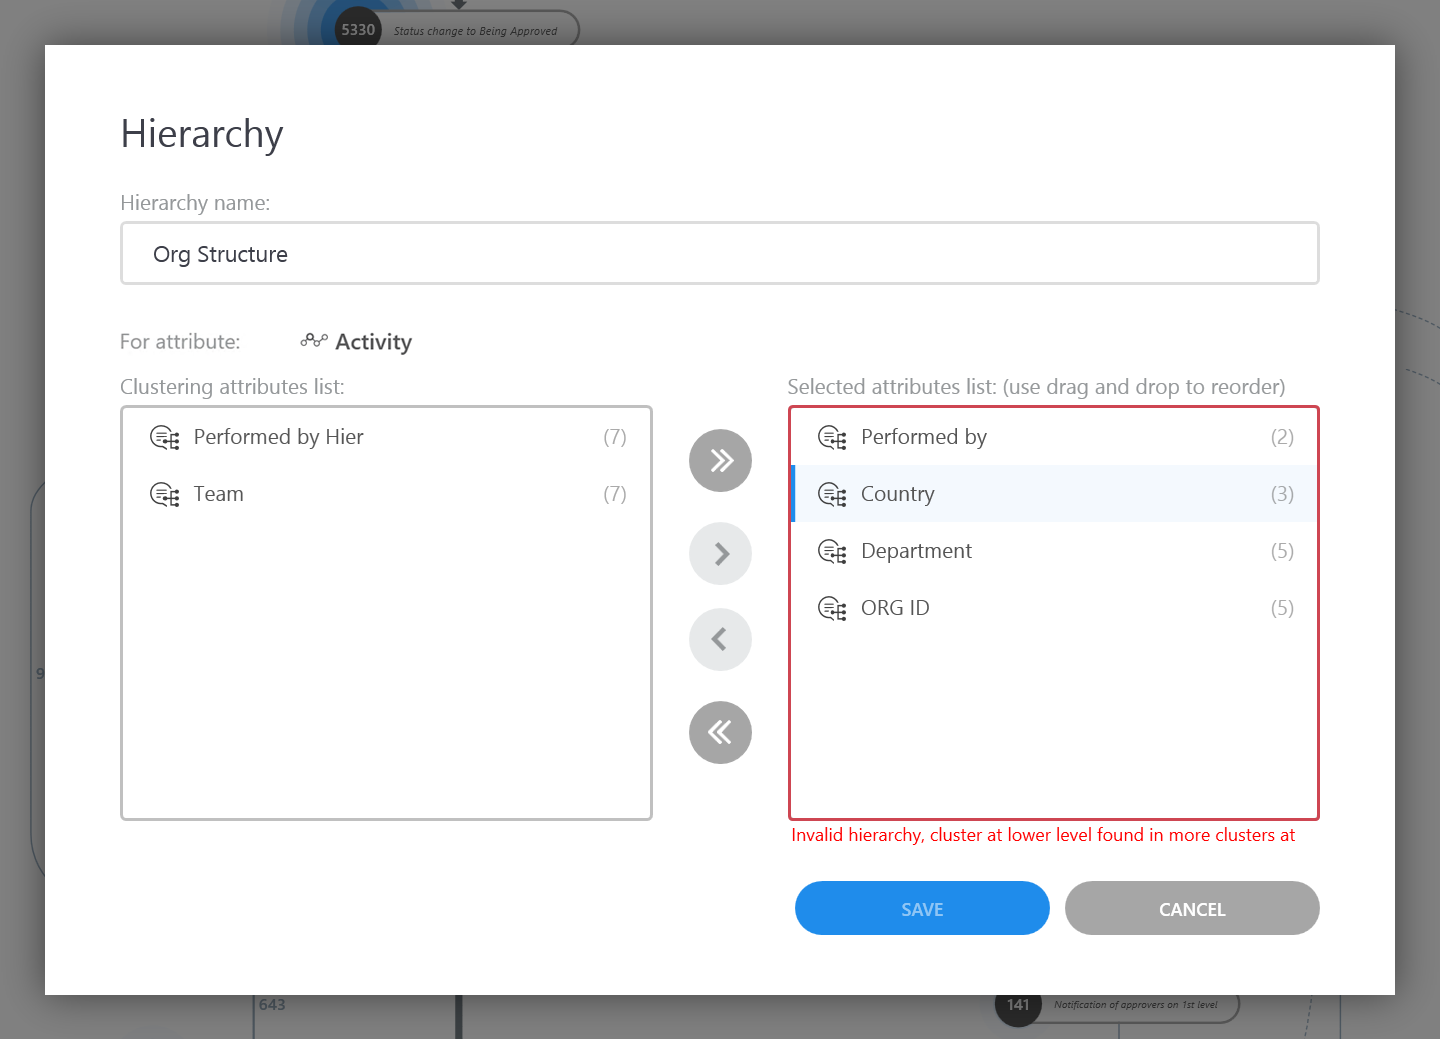 5330 Status change to Being Approved
Hierarchy
Hierarchy name:
Org Structure
For attribute: Activity
Clustering attributes list:
Performed by Hier (7)
Team (7)
Selected attributes list: (use drag and drop to reorder)
Performed by (2)
Country (3)
Department (5)
ORG ID (5)
Invalid hierarchy, cluster at lower level found in more clusters at
SAVE CANCEL
9
643
141 Notification of approvers on 1st level